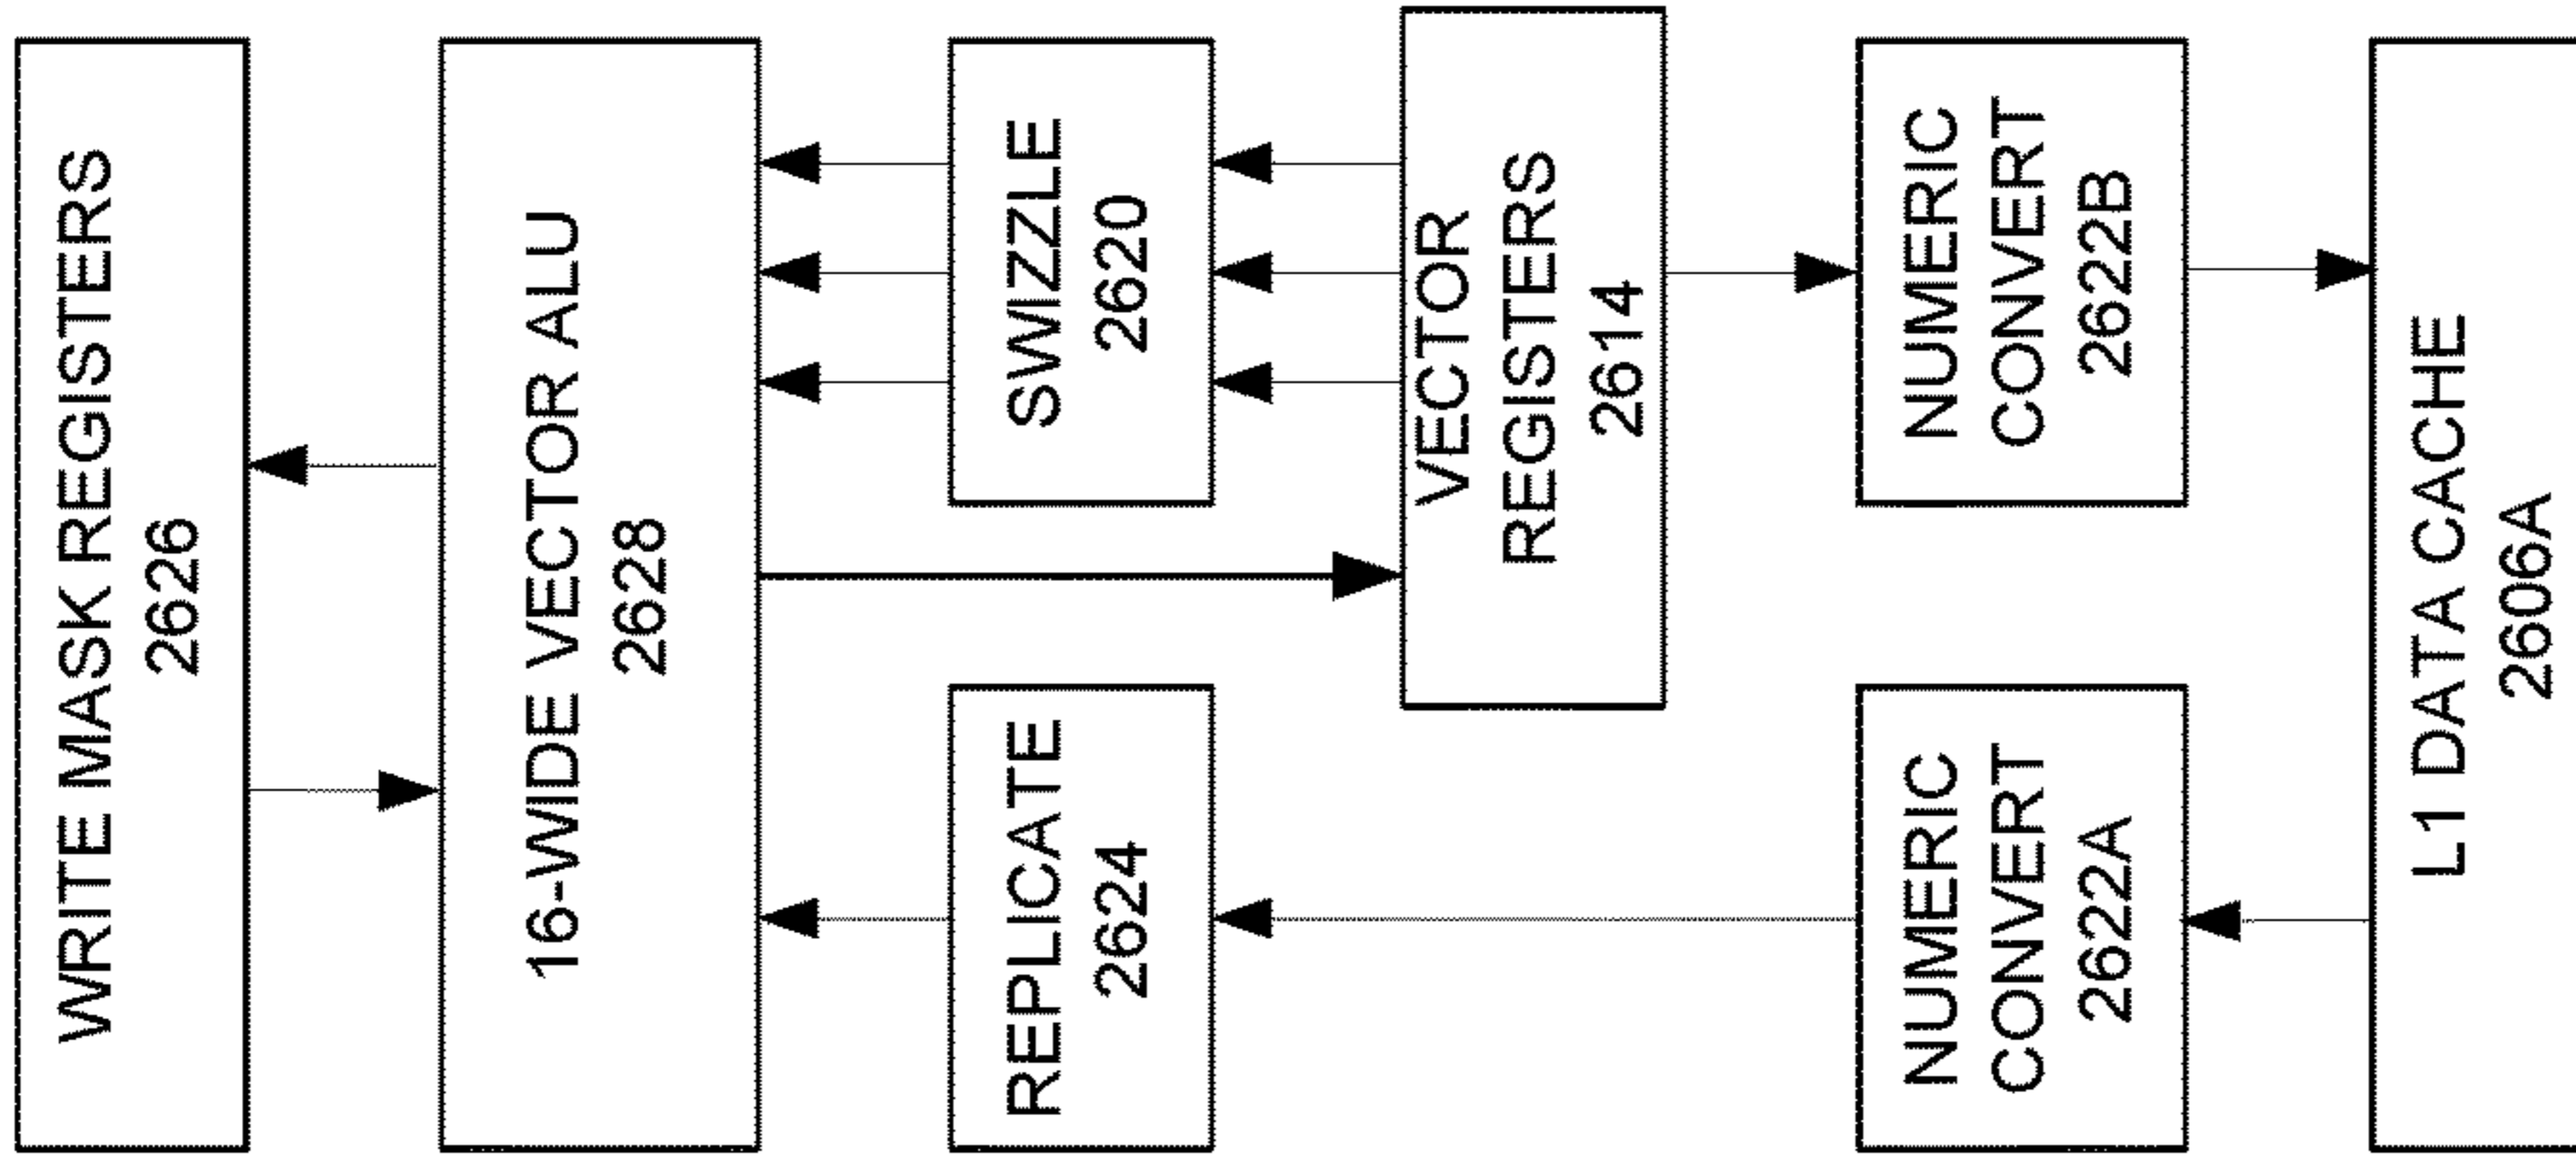 WRITE MASK REGISTERS
2626
16-WIDE VECTOR ALU
2628
REPLICATE
2624
SWIZZLE
2620
VECTOR
REGISTERS
2614
NUMERIC
CONVERT
2622A
NUMERIC
CONVERT
2622B
L1 DATA CACHE
2606A